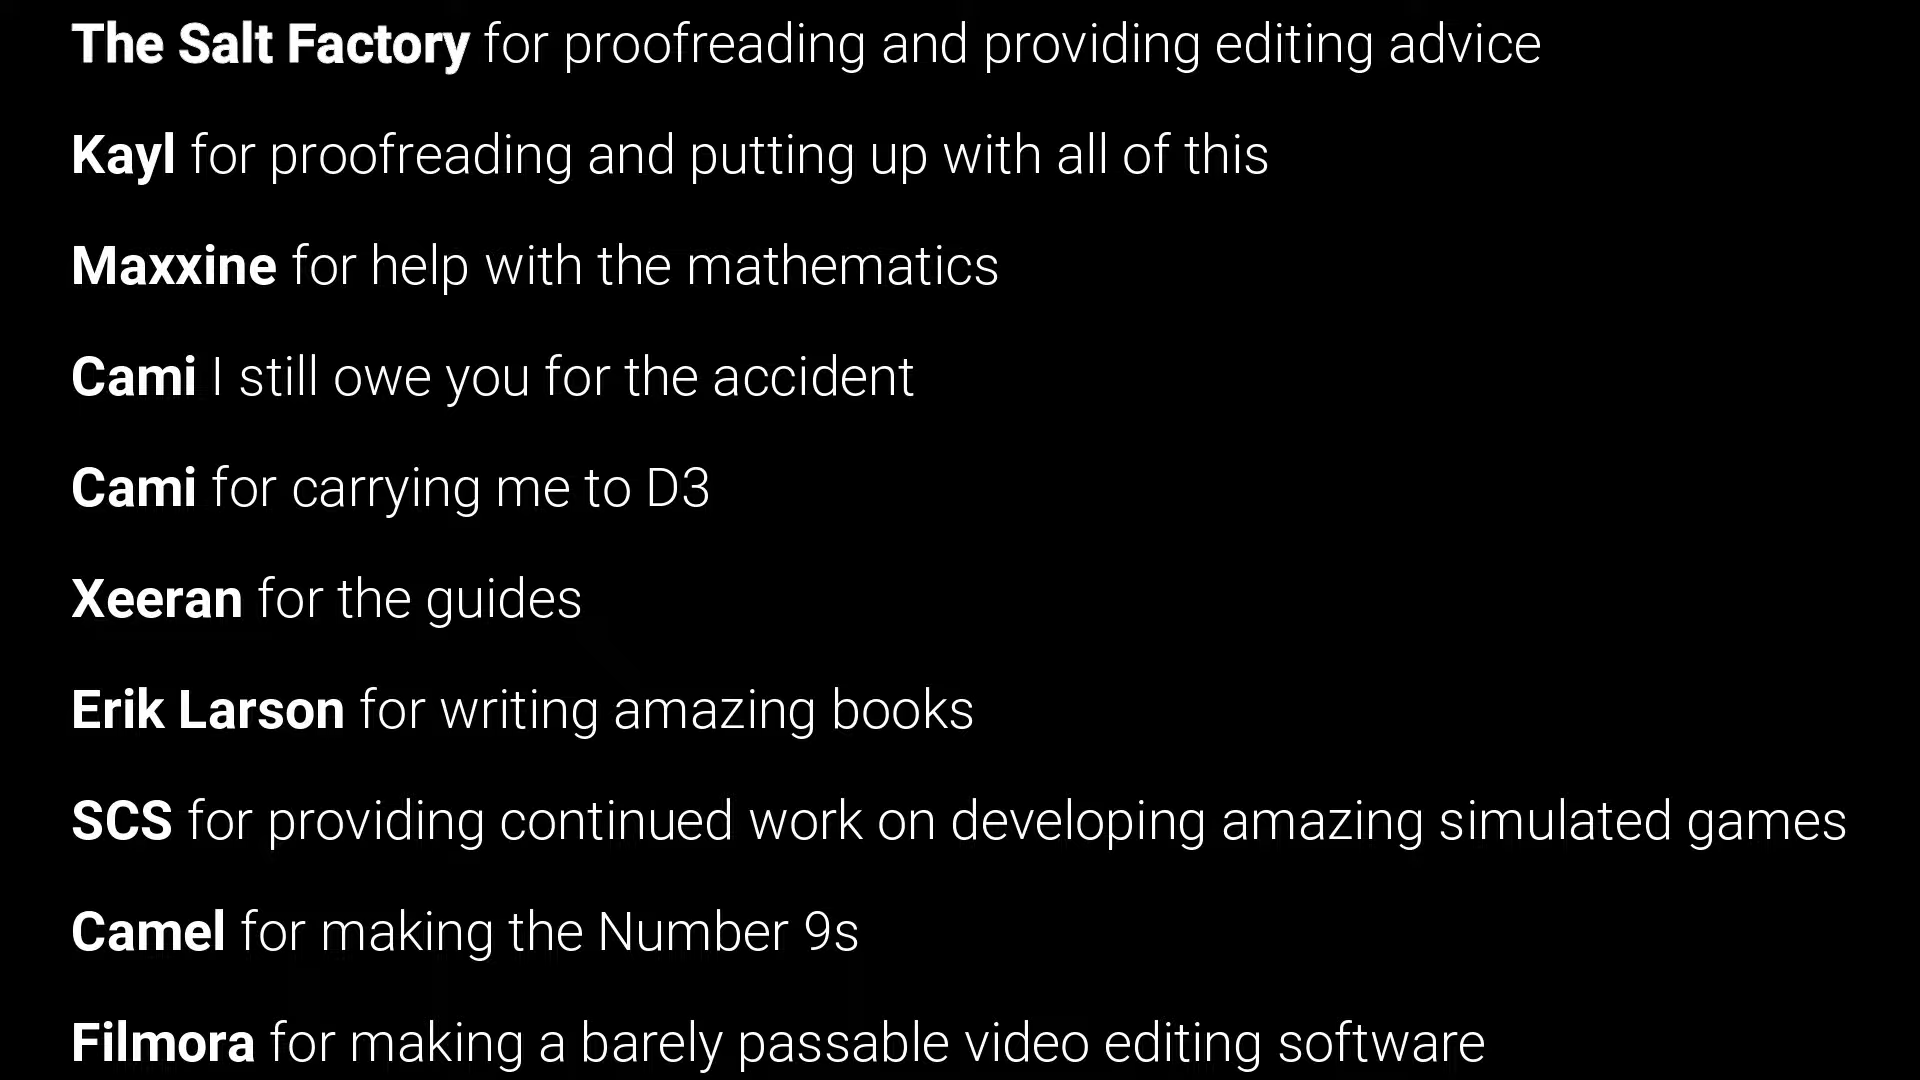 The Salt Factory for proofreading and providing editing advice
Kayl for proofreading and putting up with all of this
Maxxine for help with the mathematics
Cami I still owe you for the accident
Cami for carrying me to D3
Xeeran for the guides
Erik Larson for writing amazing books
SCS for providing continued work on developing amazing simulated games
Camel for making the Number 9s
Filmora for making a barely passable video editing software